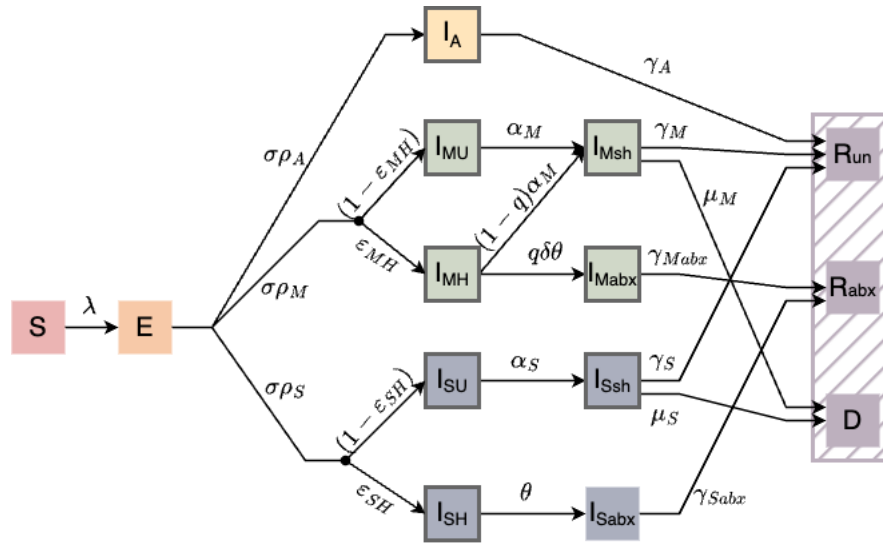 I_A
γ_A
σρ_A
(1 − ε_MH)
I_MU
α_M
I_Msh
γ_M
R_un
μ_M
(1 − q)α_M
ε_MH
I_MH
qδθ
I_Mabx
γ_Mabx
R_abx
σρ_M
S
λ
E
σρ_S
(1 − ε_SH)
I_SU
α_S
I_Ssh
γ_S
μ_S
D
ε_SH
I_SH
θ
I_Sabx
γ_Sabx